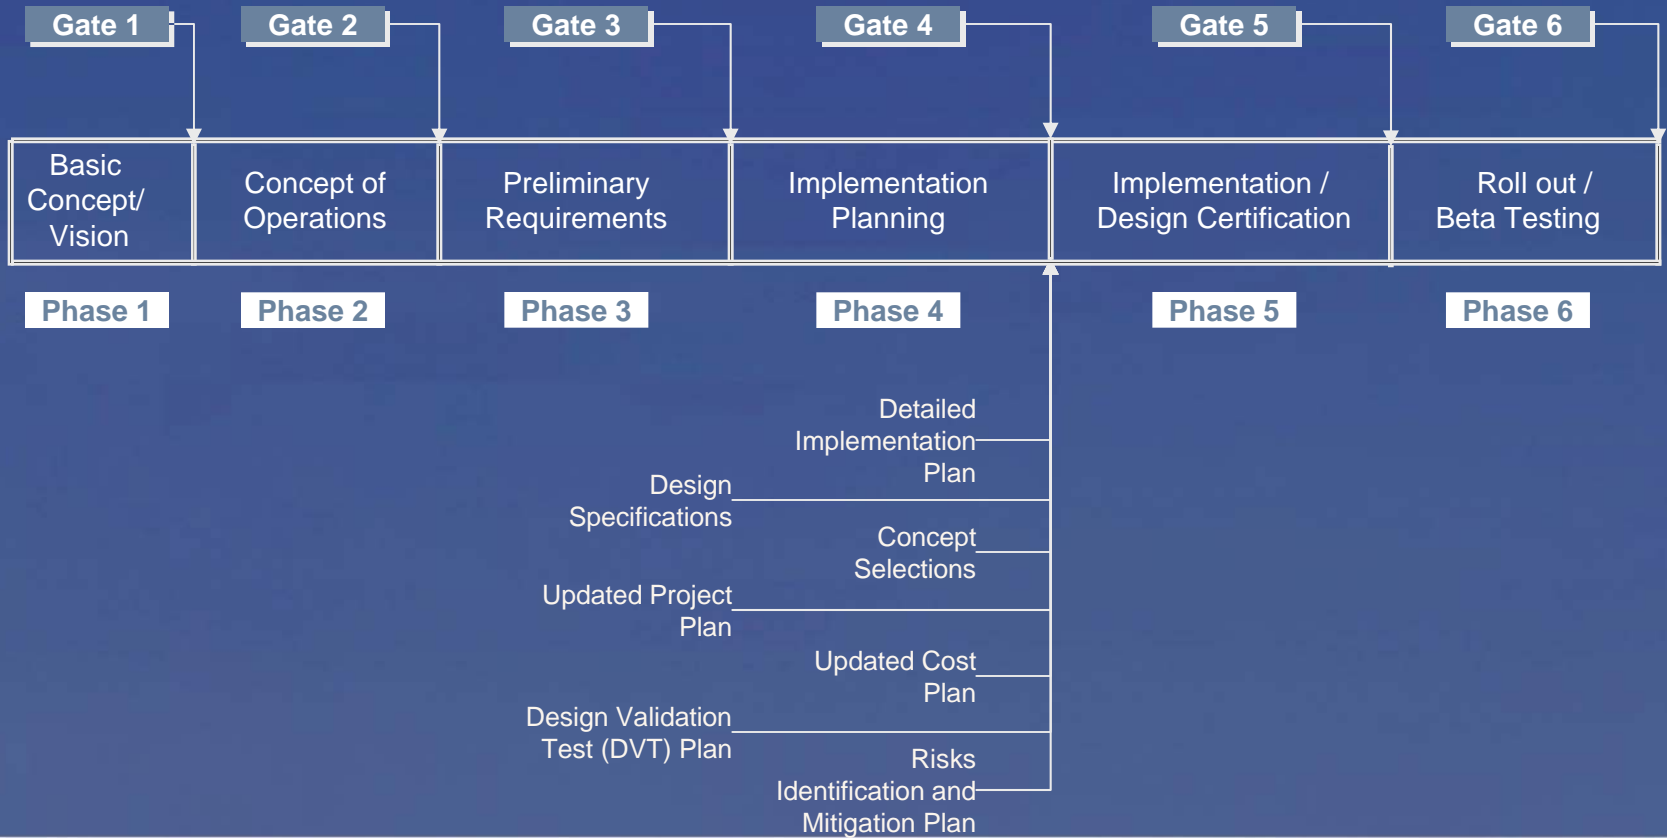 Gate 1
Gate 2
Gate 3
Gate 4
Gate 5
Gate 6
Basic
Concept/
Vision
Concept of
Operations
Preliminary
Requirements
Implementation
Planning
Implementation /
Design Certification
Roll out /
Beta Testing
Phase 1
Phase 2
Phase 3
Phase 4
Phase 5
Phase 6
Detailed
Implementation
Plan
Design
Specifications
Concept
Selections
Updated Project
Plan
Updated Cost
Plan
Design Validation
Test (DVT) Plan
Risks
Identification and
Mitigation Plan